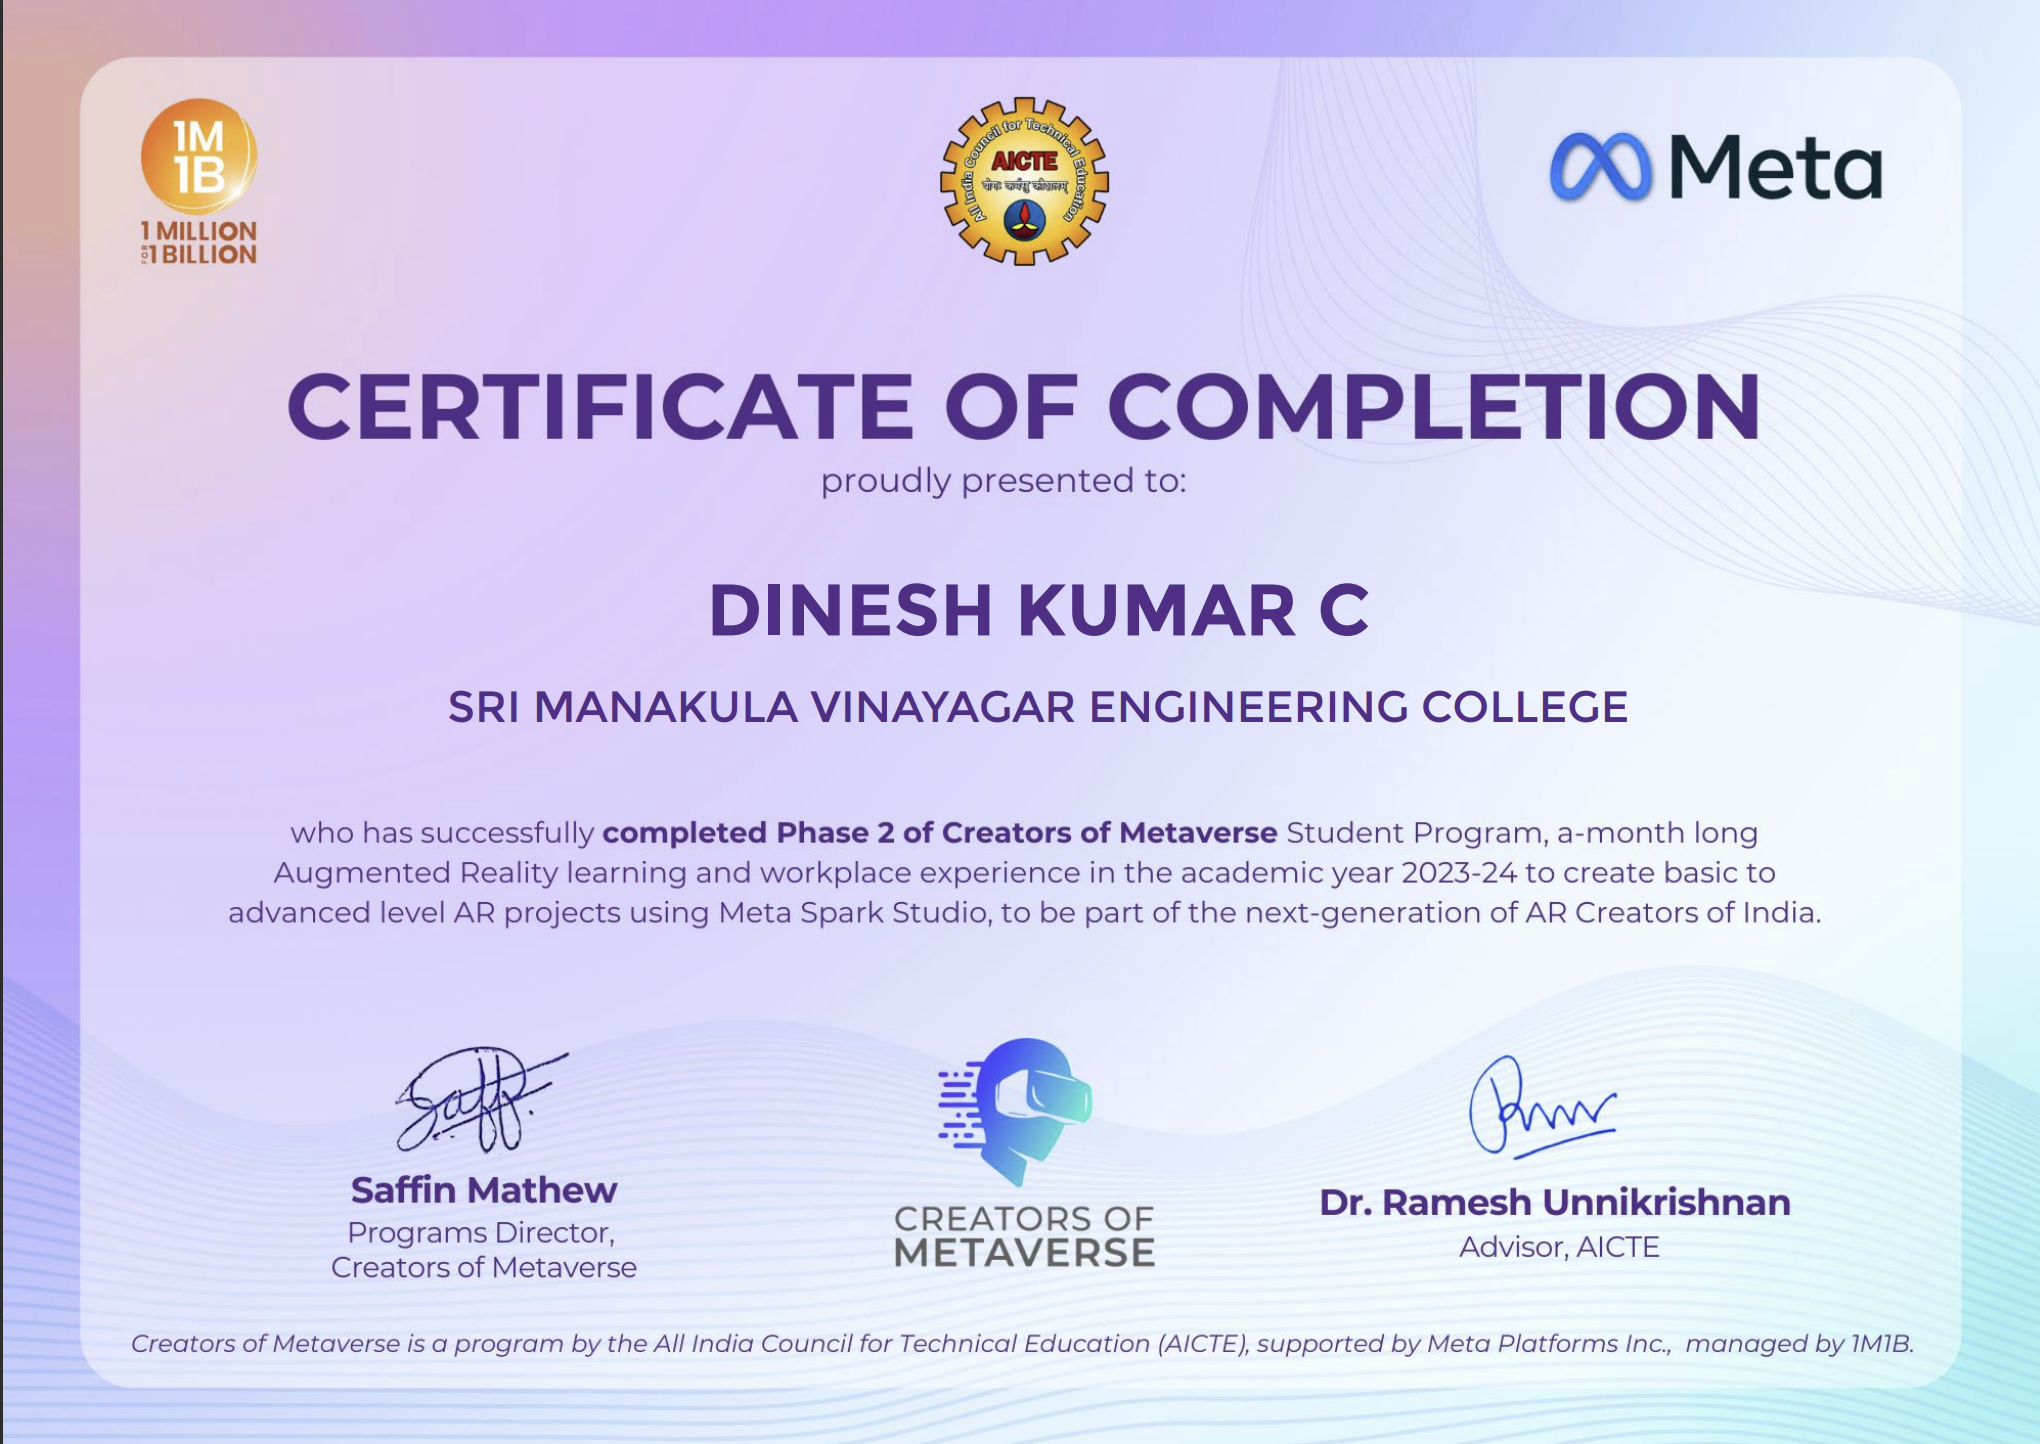 1M
1B
1 MILLION
FOR 1 BILLION
All India Council for Technical Education
AICTE
योगः कर्मसु कौशलम्
Meta
CERTIFICATE OF COMPLETION
proudly presented to:
DINESH KUMAR C
SRI MANAKULA VINAYAGAR ENGINEERING COLLEGE
who has successfully completed Phase 2 of Creators of Metaverse Student Program, a-month long
Augmented Reality learning and workplace experience in the academic year 2023-24 to create basic to
advanced level AR projects using Meta Spark Studio, to be part of the next-generation of AR Creators of India.
Saffin Mathew
Programs Director,
Creators of Metaverse
CREATORS OF
METAVERSE
Dr. Ramesh Unnikrishnan
Advisor, AICTE
Creators of Metaverse is a program by the All India Council for Technical Education (AICTE), supported by Meta Platforms Inc., managed by 1M1B.